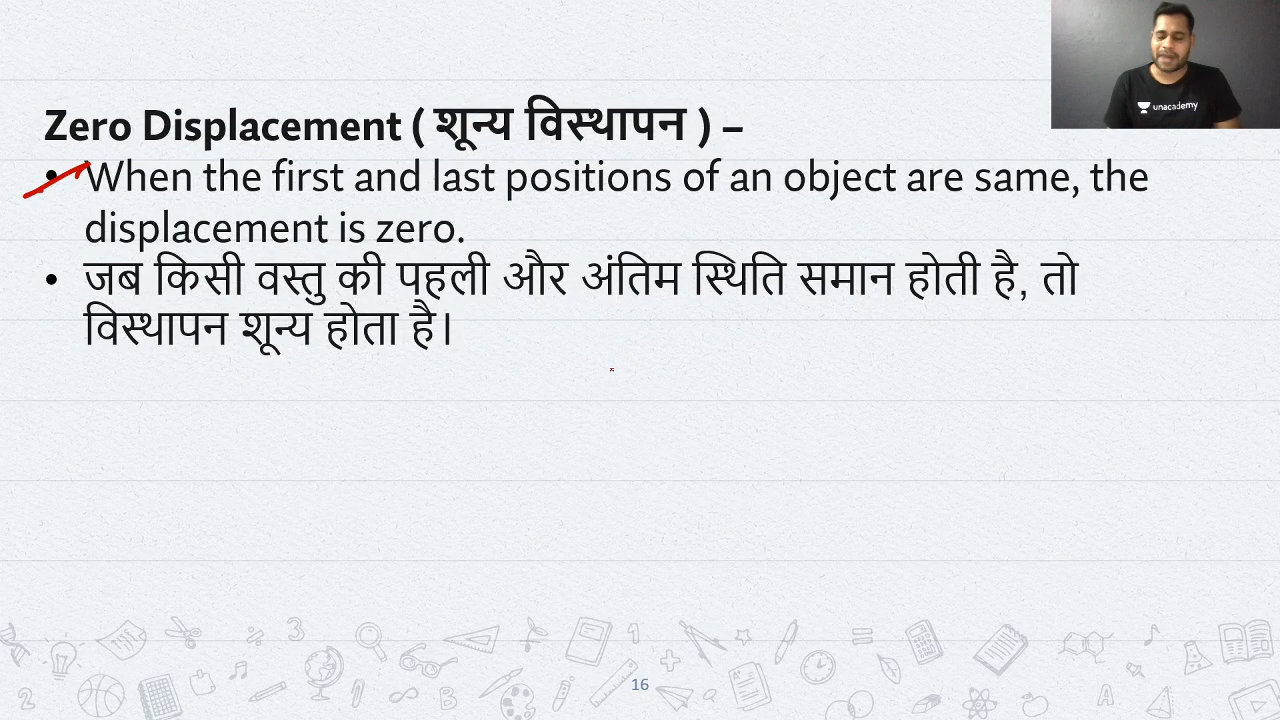 Zero Displacement ( शून्य विस्थापन ) –
• When the first and last positions of an object are same, the
displacement is zero.
• जब किसी वस्तु की पहली और अंतिम स्थिति समान होती है, तो
विस्थापन शून्य होता है।
unacademy
16